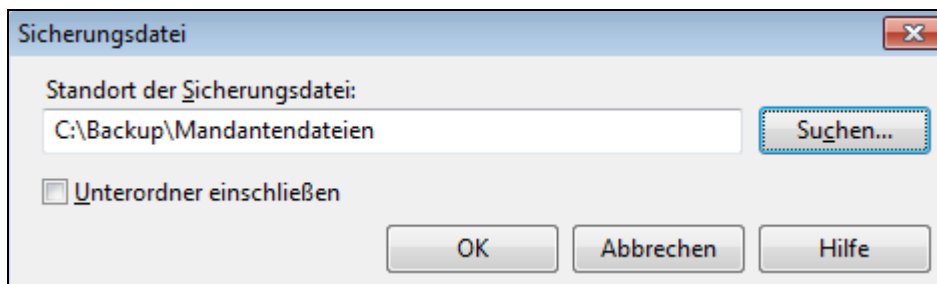 Sicherungsdatei
Standort der Sicherungsdatei:
C:\Backup\Mandantendateien
Suchen...
Unterordner einschließen
OK Abbrechen Hilfe